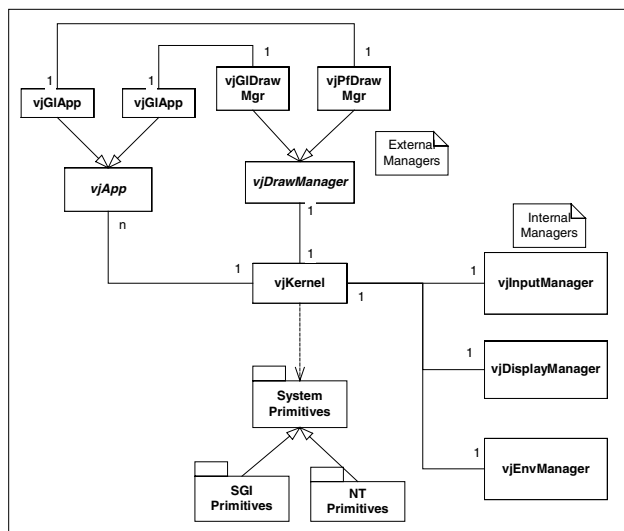 1
1
1
1
vjGlApp
vjGlApp
vjGlDraw
Mgr
vjPfDraw
Mgr
External
Managers
vjApp
vjDrawManager
n
1
Internal
Managers
1
1
vjKernel
1
1
vjInputManager
1
vjDisplayManager
System
Primitives
1
vjEnvManager
SGI
Primitives
NT
Primitives